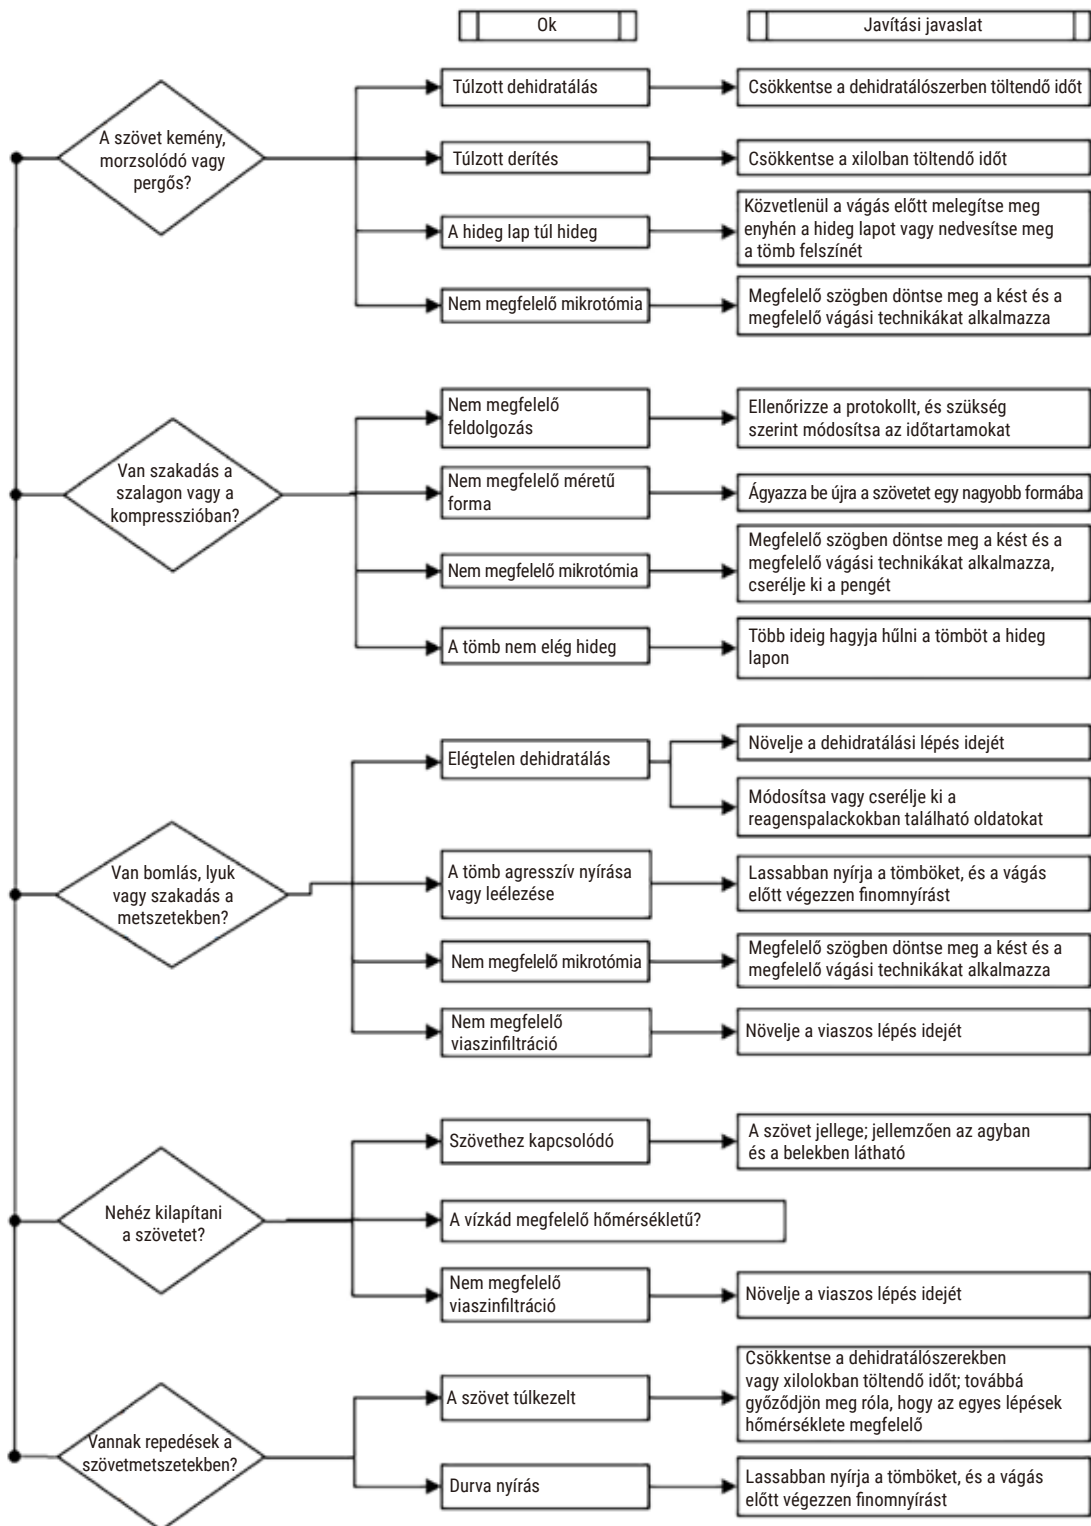 Ok
Javítási javaslat
A szövet kemény,
morzsolódó vagy
pergős?
Túlzott dehidratálás
Csökkentse a dehidratálószerben töltendő időt
Túlzott derítés
Csökkentse a xilolban töltendő időt
A hideg lap túl hideg
Közvetlenül a vágás előtt melegítse meg
enyhén a hideg lapot vagy nedvesítse meg
a tömb felszínét
Nem megfelelő mikrotómia
Megfelelő szögben döntse meg a kést és a
megfelelő vágási technikákat alkalmazza
Van szakadás a
szalagon vagy a
kompresszióban?
Nem megfelelő
feldolgozás
Ellenőrizze a protokollt, és szükség
szerint módosítsa az időtartamokat
Nem megfelelő méretű
forma
Ágyazza be újra a szövetet egy nagyobb formába
Nem megfelelő mikrotómia
Megfelelő szögben döntse meg a kést és a
megfelelő vágási technikákat alkalmazza,
cserélje ki a pengét
A tömb nem elég hideg
Több ideig hagyja hűlni a tömböt a hideg
lapon
Van bomlás, lyuk
vagy szakadás a
metszetekben?
Elégtelen dehidratálás
Növelje a dehidratálási lépés idejét
Módosítsa vagy cserélje ki a
reagenspalackokban található oldatokat
A tömb agresszív nyírása
vagy leélezése
Lassabban nyírja a tömböket, és a vágás
előtt végezzen finomnyírást
Nem megfelelő mikrotómia
Megfelelő szögben döntse meg a kést és a
megfelelő vágási technikákat alkalmazza
Nem megfelelő
viaszinfiltráció
Növelje a viaszos lépés idejét
Nehéz kilapítani
a szövetet?
Szövethez kapcsolódó
A szövet jellege; jellemzően az agyban
és a belekben látható
A vízkád megfelelő hőmérsékletű?
Nem megfelelő
viaszinfiltráció
Növelje a viaszos lépés idejét
Vannak repedések a
szövetmetszetekben?
A szövet túlkezelt
Csökkentse a dehidratálószerekben
vagy xilolokban töltendő időt; továbbá
győződjön meg róla, hogy az egyes lépések
hőmérséklete megfelelő
Durva nyírás
Lassabban nyírja a tömböket, és a vágás
előtt végezzen finomnyírást